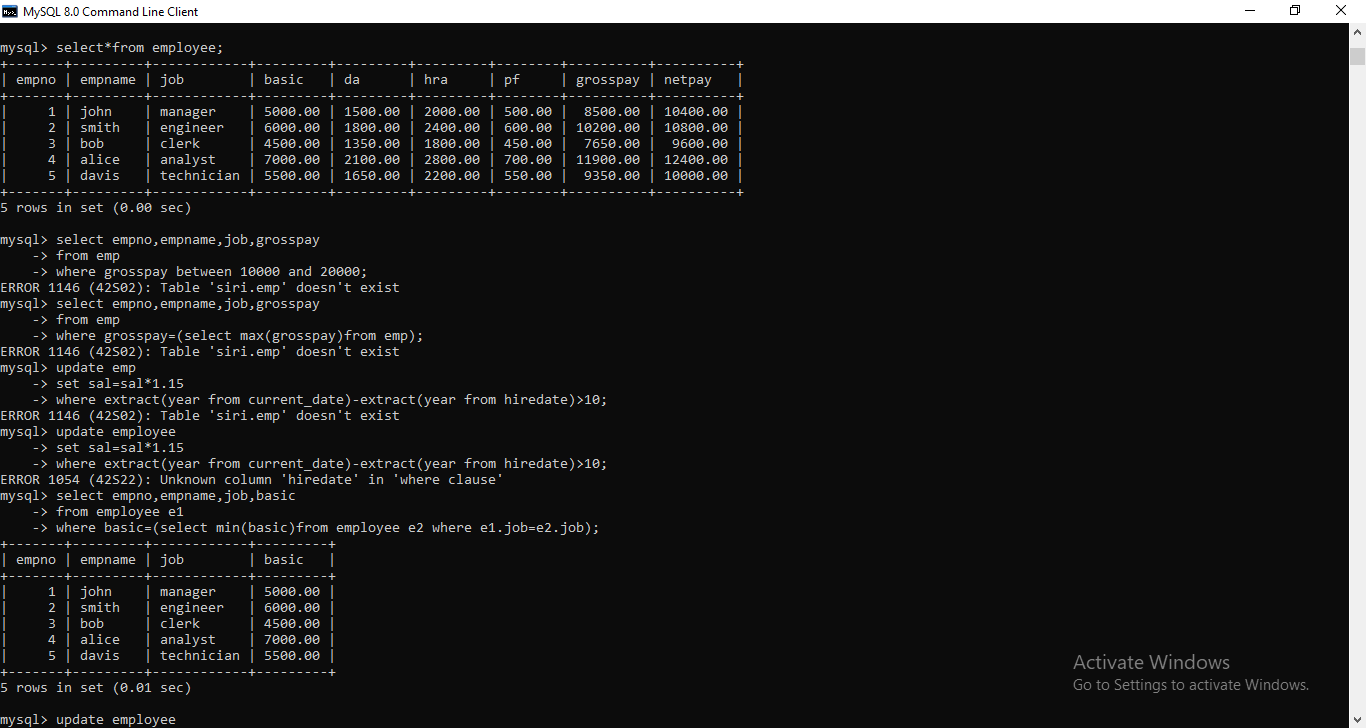 MySQL 8.0 Command Line Client
mysql> select*from employee;
+-------+---------+------------+---------+---------+---------+--------+----------+----------+
| empno | empname | job        | basic   | da      | hra     | pf     | grosspay | netpay   |
+-------+---------+------------+---------+---------+---------+--------+----------+----------+
|     1 | john    | manager    | 5000.00 | 1500.00 | 2000.00 | 500.00 |  8500.00 | 10400.00 |
|     2 | smith   | engineer   | 6000.00 | 1800.00 | 2400.00 | 600.00 | 10200.00 | 10800.00 |
|     3 | bob     | clerk      | 4500.00 | 1350.00 | 1800.00 | 450.00 |  7650.00 |  9600.00 |
|     4 | alice   | analyst    | 7000.00 | 2100.00 | 2800.00 | 700.00 | 11900.00 | 12400.00 |
|     5 | davis   | technician | 5500.00 | 1650.00 | 2200.00 | 550.00 |  9350.00 | 10000.00 |
+-------+---------+------------+---------+---------+---------+--------+----------+----------+
5 rows in set (0.00 sec)
mysql> select empno,empname,job,grosspay
    -> from emp
    -> where grosspay between 10000 and 20000;
ERROR 1146 (42S02): Table 'siri.emp' doesn't exist
mysql> select empno,empname,job,grosspay
    -> from emp
    -> where grosspay=(select max(grosspay)from emp);
ERROR 1146 (42S02): Table 'siri.emp' doesn't exist
mysql> update emp
    -> set sal=sal*1.15
    -> where extract(year from current_date)-extract(year from hiredate)>10;
ERROR 1146 (42S02): Table 'siri.emp' doesn't exist
mysql> update employee
    -> set sal=sal*1.15
    -> where extract(year from current_date)-extract(year from hiredate)>10;
ERROR 1054 (42S22): Unknown column 'hiredate' in 'where clause'
mysql> select empno,empname,job,basic
    -> from employee e1
    -> where basic=(select min(basic)from employee e2 where e1.job=e2.job);
+-------+---------+------------+---------+
| empno | empname | job        | basic   |
+-------+---------+------------+---------+
|     1 | john    | manager    | 5000.00 |
|     2 | smith   | engineer   | 6000.00 |
|     3 | bob     | clerk      | 4500.00 |
|     4 | alice   | analyst    | 7000.00 |
|     5 | davis   | technician | 5500.00 |
+-------+---------+------------+---------+
5 rows in set (0.01 sec)
mysql> update employee
Activate Windows
Go to Settings to activate Windows.